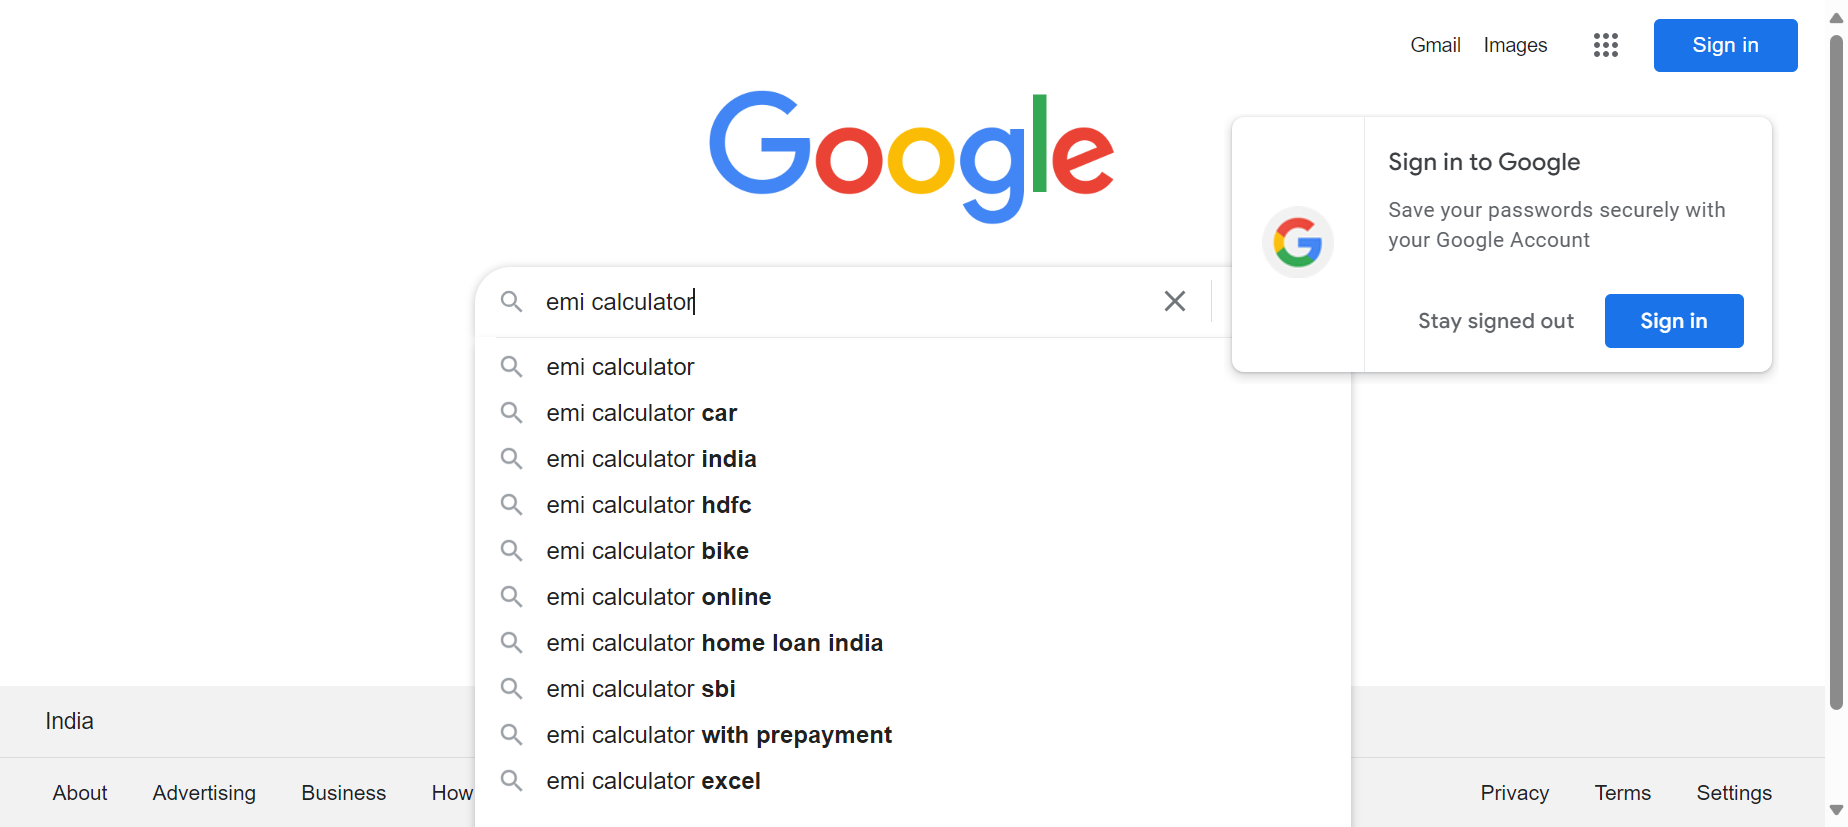 Gmail Images Sign in
Google
Sign in to Google
Save your passwords securely with
your Google Account
Stay signed out Sign in
emi calculator
emi calculator
emi calculator car
emi calculator india
emi calculator hdfc
emi calculator bike
emi calculator online
emi calculator home loan india
emi calculator sbi
emi calculator with prepayment
emi calculator excel
India
About Advertising Business How
Privacy Terms Settings